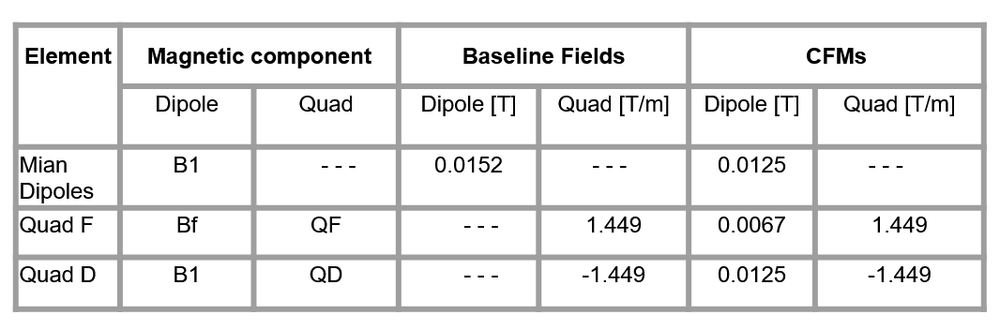 Element Magnetic component Baseline Fields CFMs
Dipole Quad Dipole [T] Quad [T/m] Dipole [T] Quad [T/m]
Mian Dipoles B1 - - - 0.0152 - - - 0.0125 - - -
Quad F Bf QF - - - 1.449 0.0067 1.449
Quad D B1 QD - - - -1.449 0.0125 -1.449